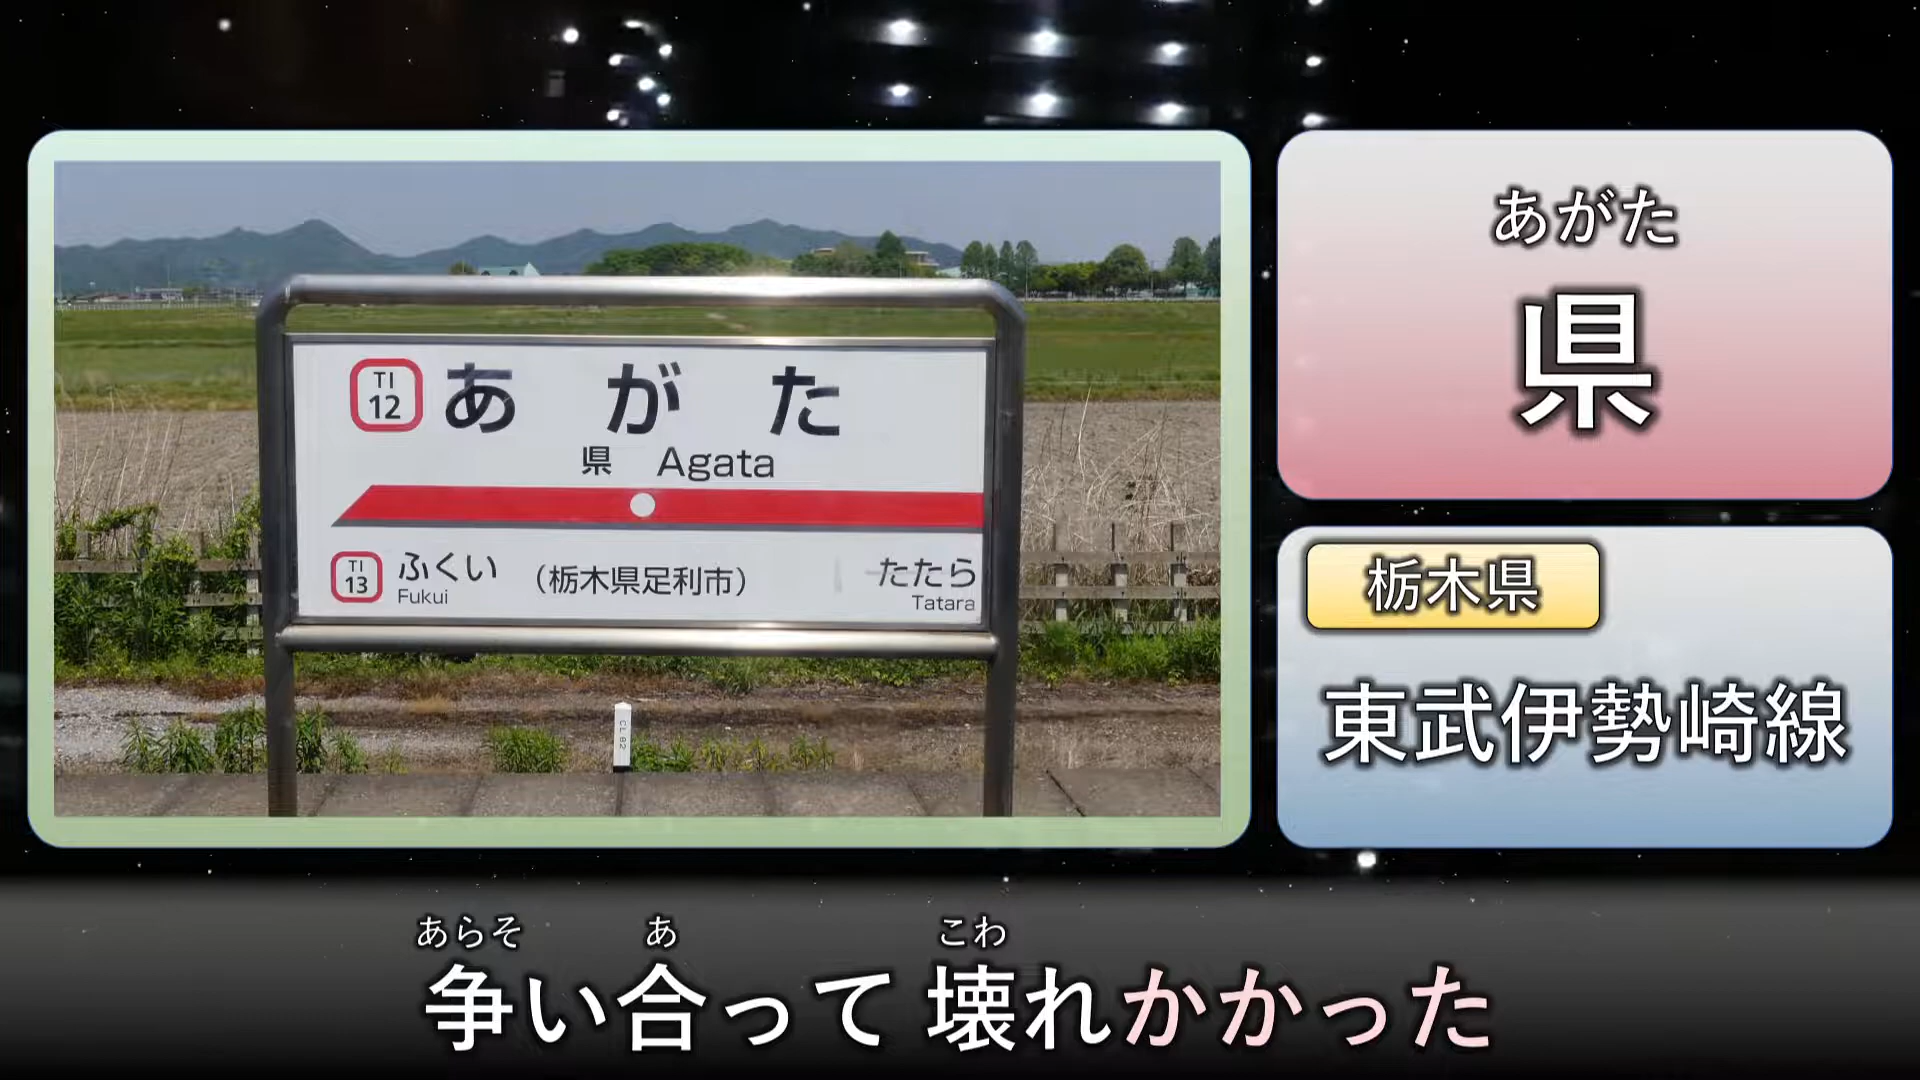 TI
12
あがた
県 Agata
TI
13
ふくい
Fukui
(栃木県足利市)
たたら
Tatara
CL 82
あがた
県
栃木県
東武伊勢崎線
あらそ あ こわ
争い合って 壊れかかった